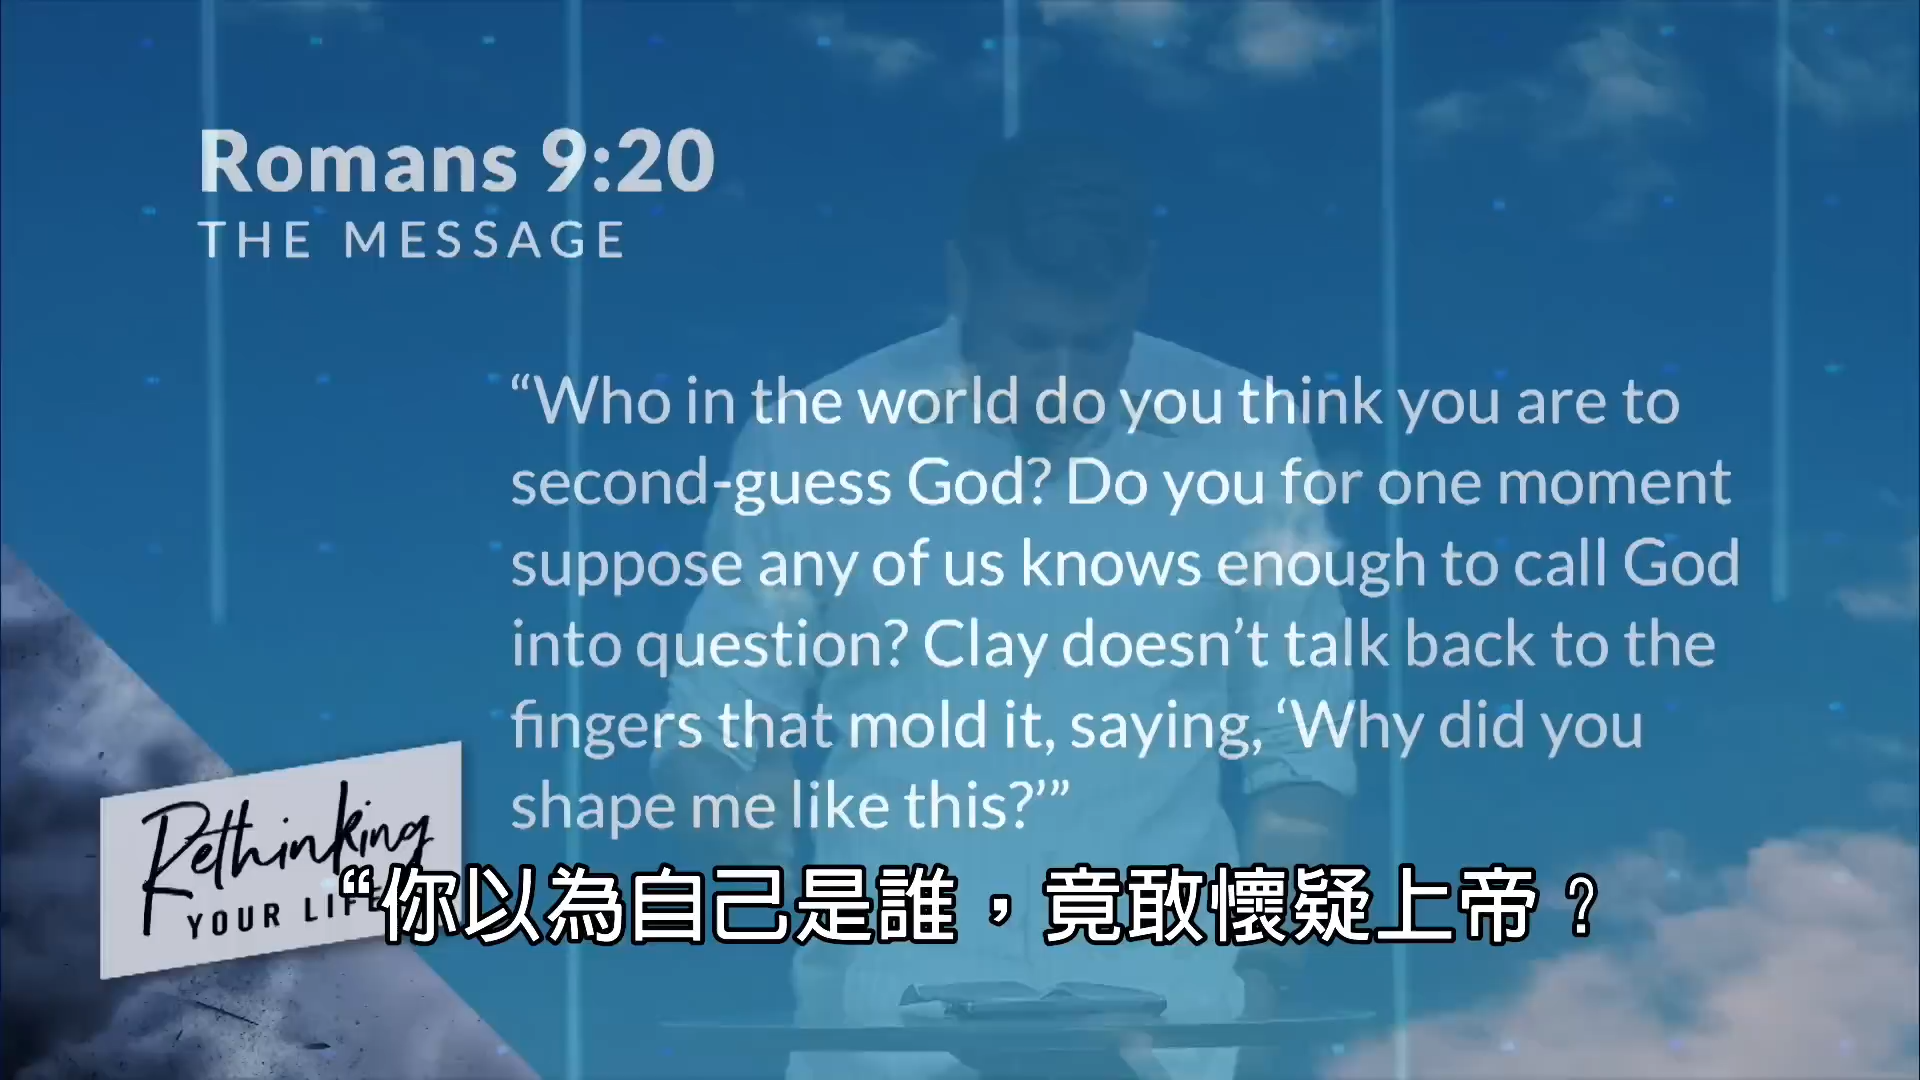 Romans 9:20
THE MESSAGE
“Who in the world do you think you are to
second-guess God? Do you for one moment
suppose any of us knows enough to call God
into question? Clay doesn’t talk back to the
fingers that mold it, saying, ‘Why did you
shape me like this?’”
Rethinking
YOUR LIFE
“你以為自己是誰，竟敢懷疑上帝？